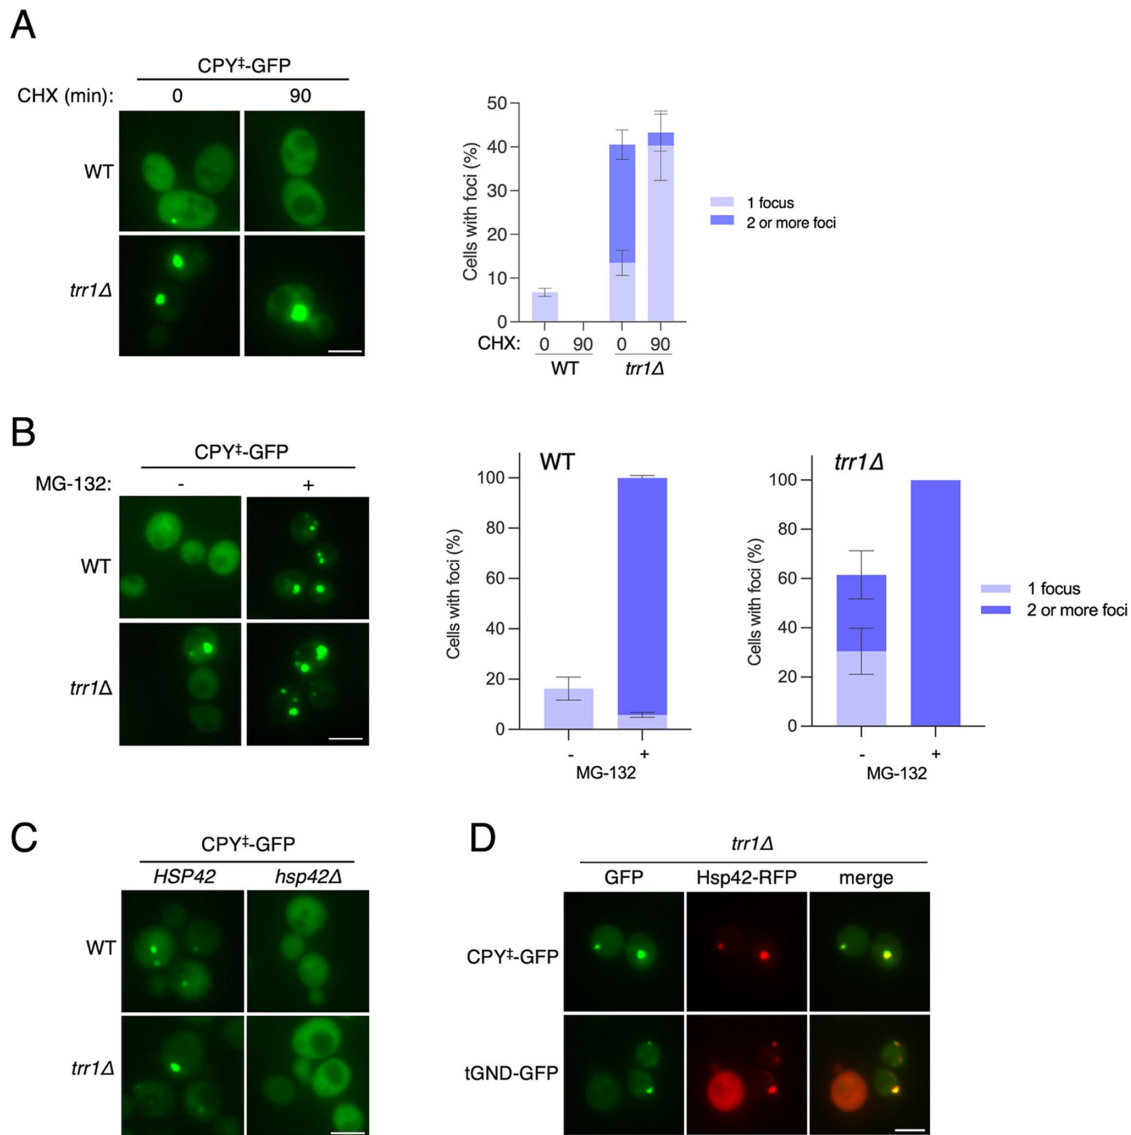 A
CPY‡-GFP
CHX (min): 0 90
WT
trr1Δ
Cells with foci (%)
50
40
30
20
10
0
CHX: 0 90 0 90
WT trr1Δ
1 focus
2 or more foci
B
CPY‡-GFP
MG-132: - +
WT
trr1Δ
WT
Cells with foci (%)
100
80
60
40
20
0
- +
MG-132
trr1Δ
Cells with foci (%)
100
80
60
40
20
0
- +
MG-132
1 focus
2 or more foci
C
CPY‡-GFP
HSP42 hsp42Δ
WT
trr1Δ
D
trr1Δ
GFP Hsp42-RFP merge
CPY‡-GFP
tGND-GFP